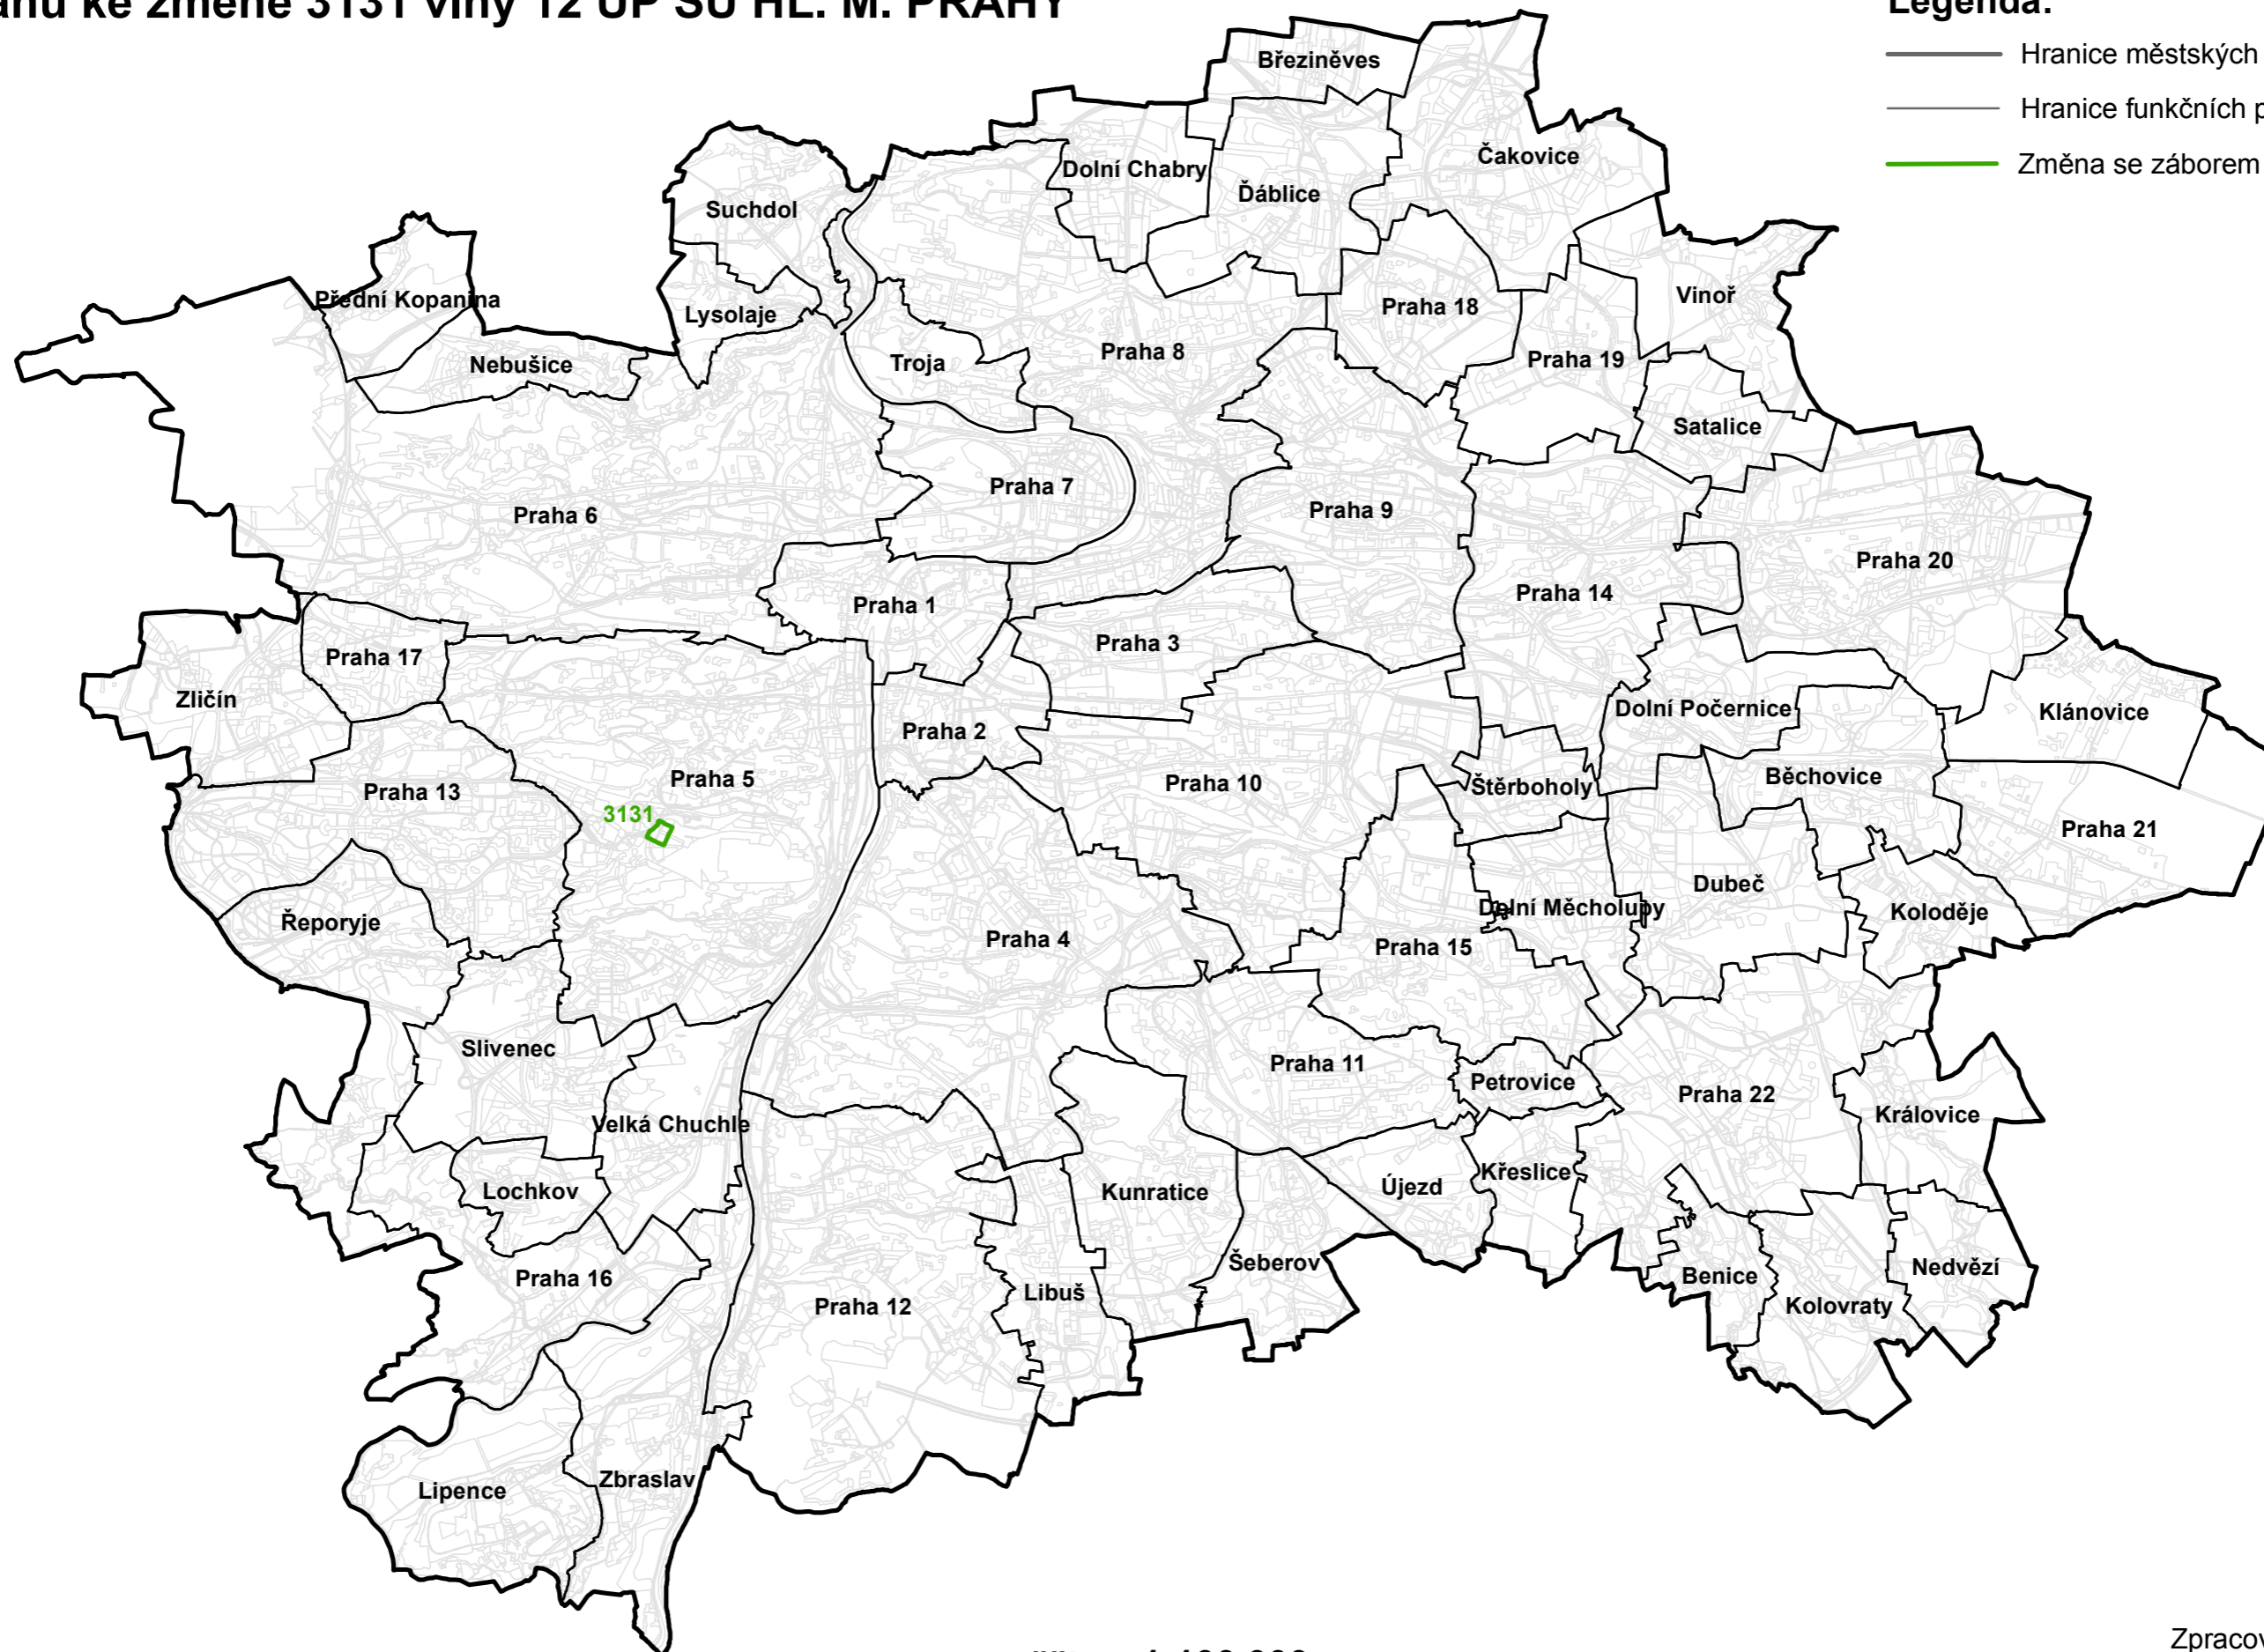 ke změně 3131 vlny 12 ÚP SÚ HL. M. PRAHY
Legenda:
Hranice městských
Hranice funkčních
Změna se záborem
Březiněves
Dolní Chabry
Ďáblice
Čakovice
Suchdol
Přední Kopanina
Lysolaje
Nebušice
Troja
Praha 8
Praha 18
Vinoř
Praha 19
Satalice
Praha 7
Praha 6
Praha 9
Praha 20
Praha 14
Praha 1
Praha 3
Praha 17
Zličín
Dolní Počernice
Klánovice
Praha 2
Praha 5
Praha 13
Praha 10
Štěrboholy
Běchovice
3131
Praha 21
Řeporyje
Dubeč
Dolní Měcholupy
Koloděje
Praha 4
Praha 15
Slivenec
Praha 11
Petrovice
Praha 22
Královice
Velká Chuchle
Lochkov
Kunratice
Újezd
Křeslice
Praha 16
Šeberov
Libuš
Praha 12
Benice
Nedvězí
Kolovraty
Lipence
Zbraslav